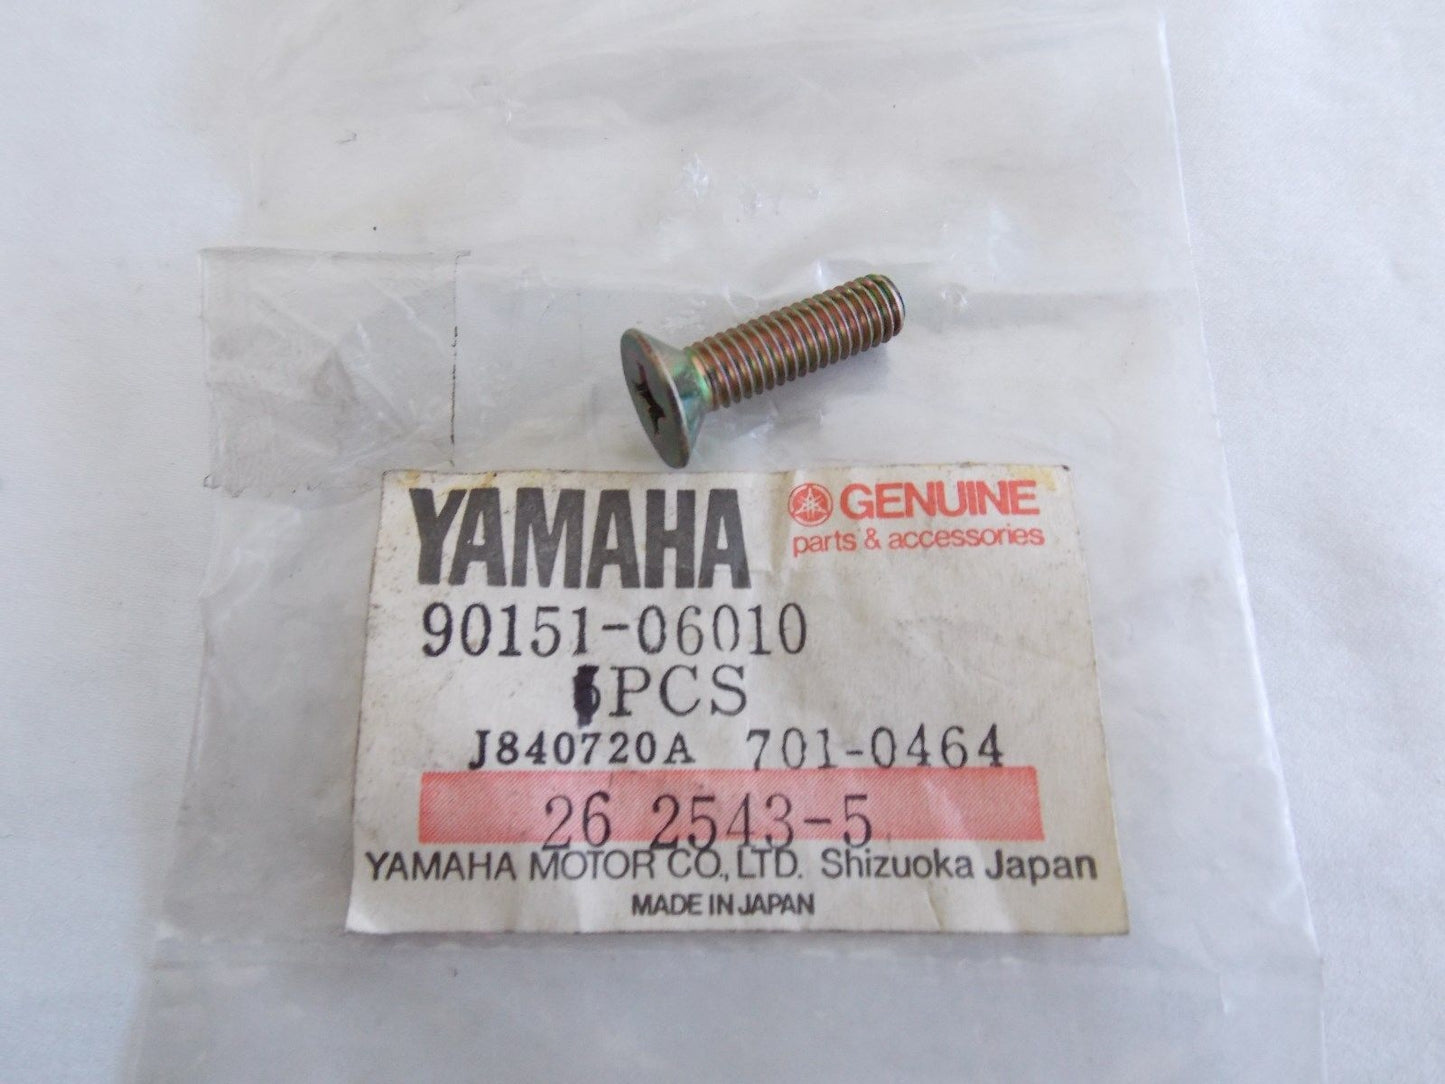 YAMAHA
GENUINE
parts & accessories
90151-06010
PCS
J840720A 701-0464
26 2543-5
YAMAHA MOTOR CO., LTD. Shizuoka Japan
MADE IN JAPAN